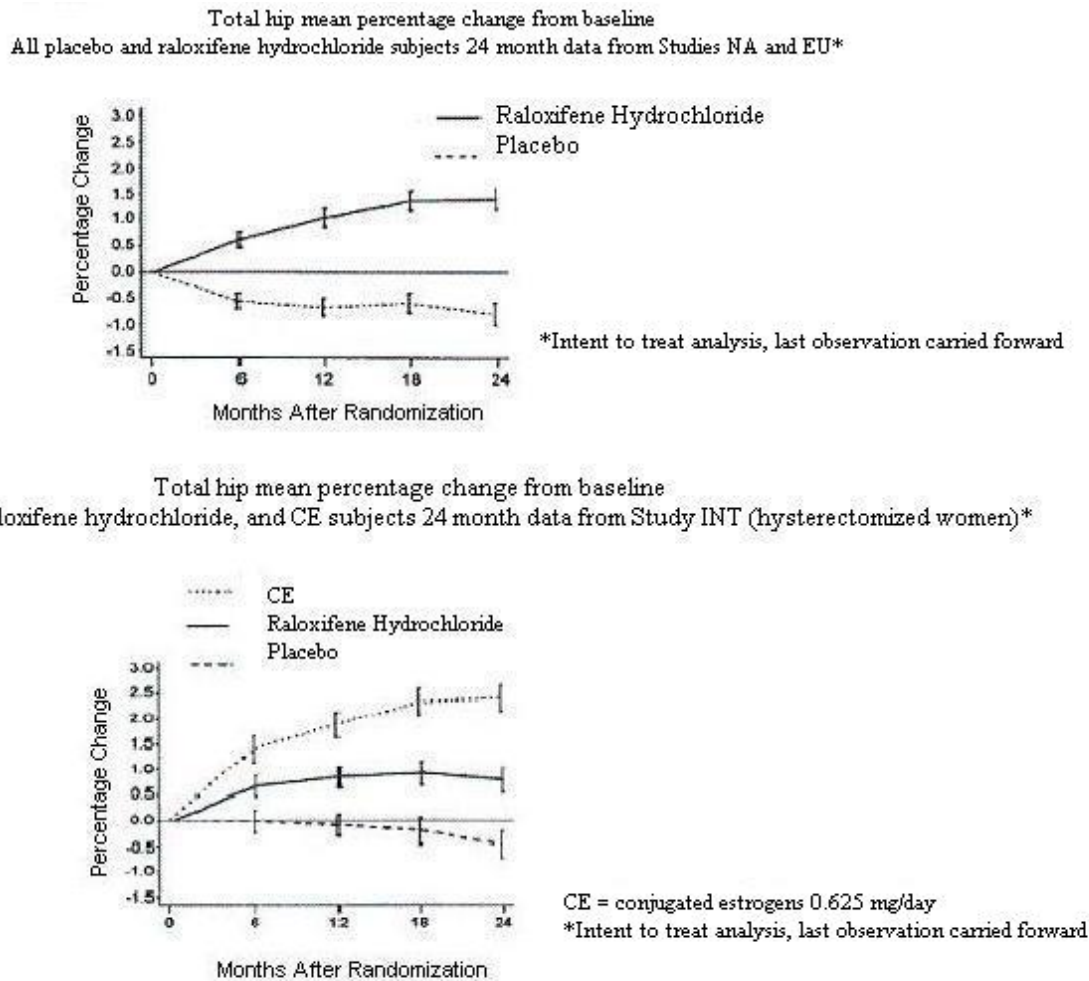 Total hip mean percentage change from baseline
All placebo and raloxifene hydrochloride subjects 24 month data from Studies NA and EU*
Raloxifene Hydrochloride
Placebo
Percentage Change
3.0
2.5
2.0
1.5
1.0
0.5
0.0
-0.5
-1.0
-1.5
0 6 12 18 24
Months After Randomization
*Intent to treat analysis, last observation carried forward
Total hip mean percentage change from baseline
loxifene hydrochloride, and CE subjects 24 month data from Study INT (hysterectomized women)*
CE
Raloxifene Hydrochloride
Placebo
Percentage Change
3.0
2.5
2.0
1.5
1.0
0.5
0.0
-0.5
-1.0
-1.5
0 6 12 18 24
Months After Randomization
CE = conjugated estrogens 0.625 mg/day
*Intent to treat analysis, last observation carried forward